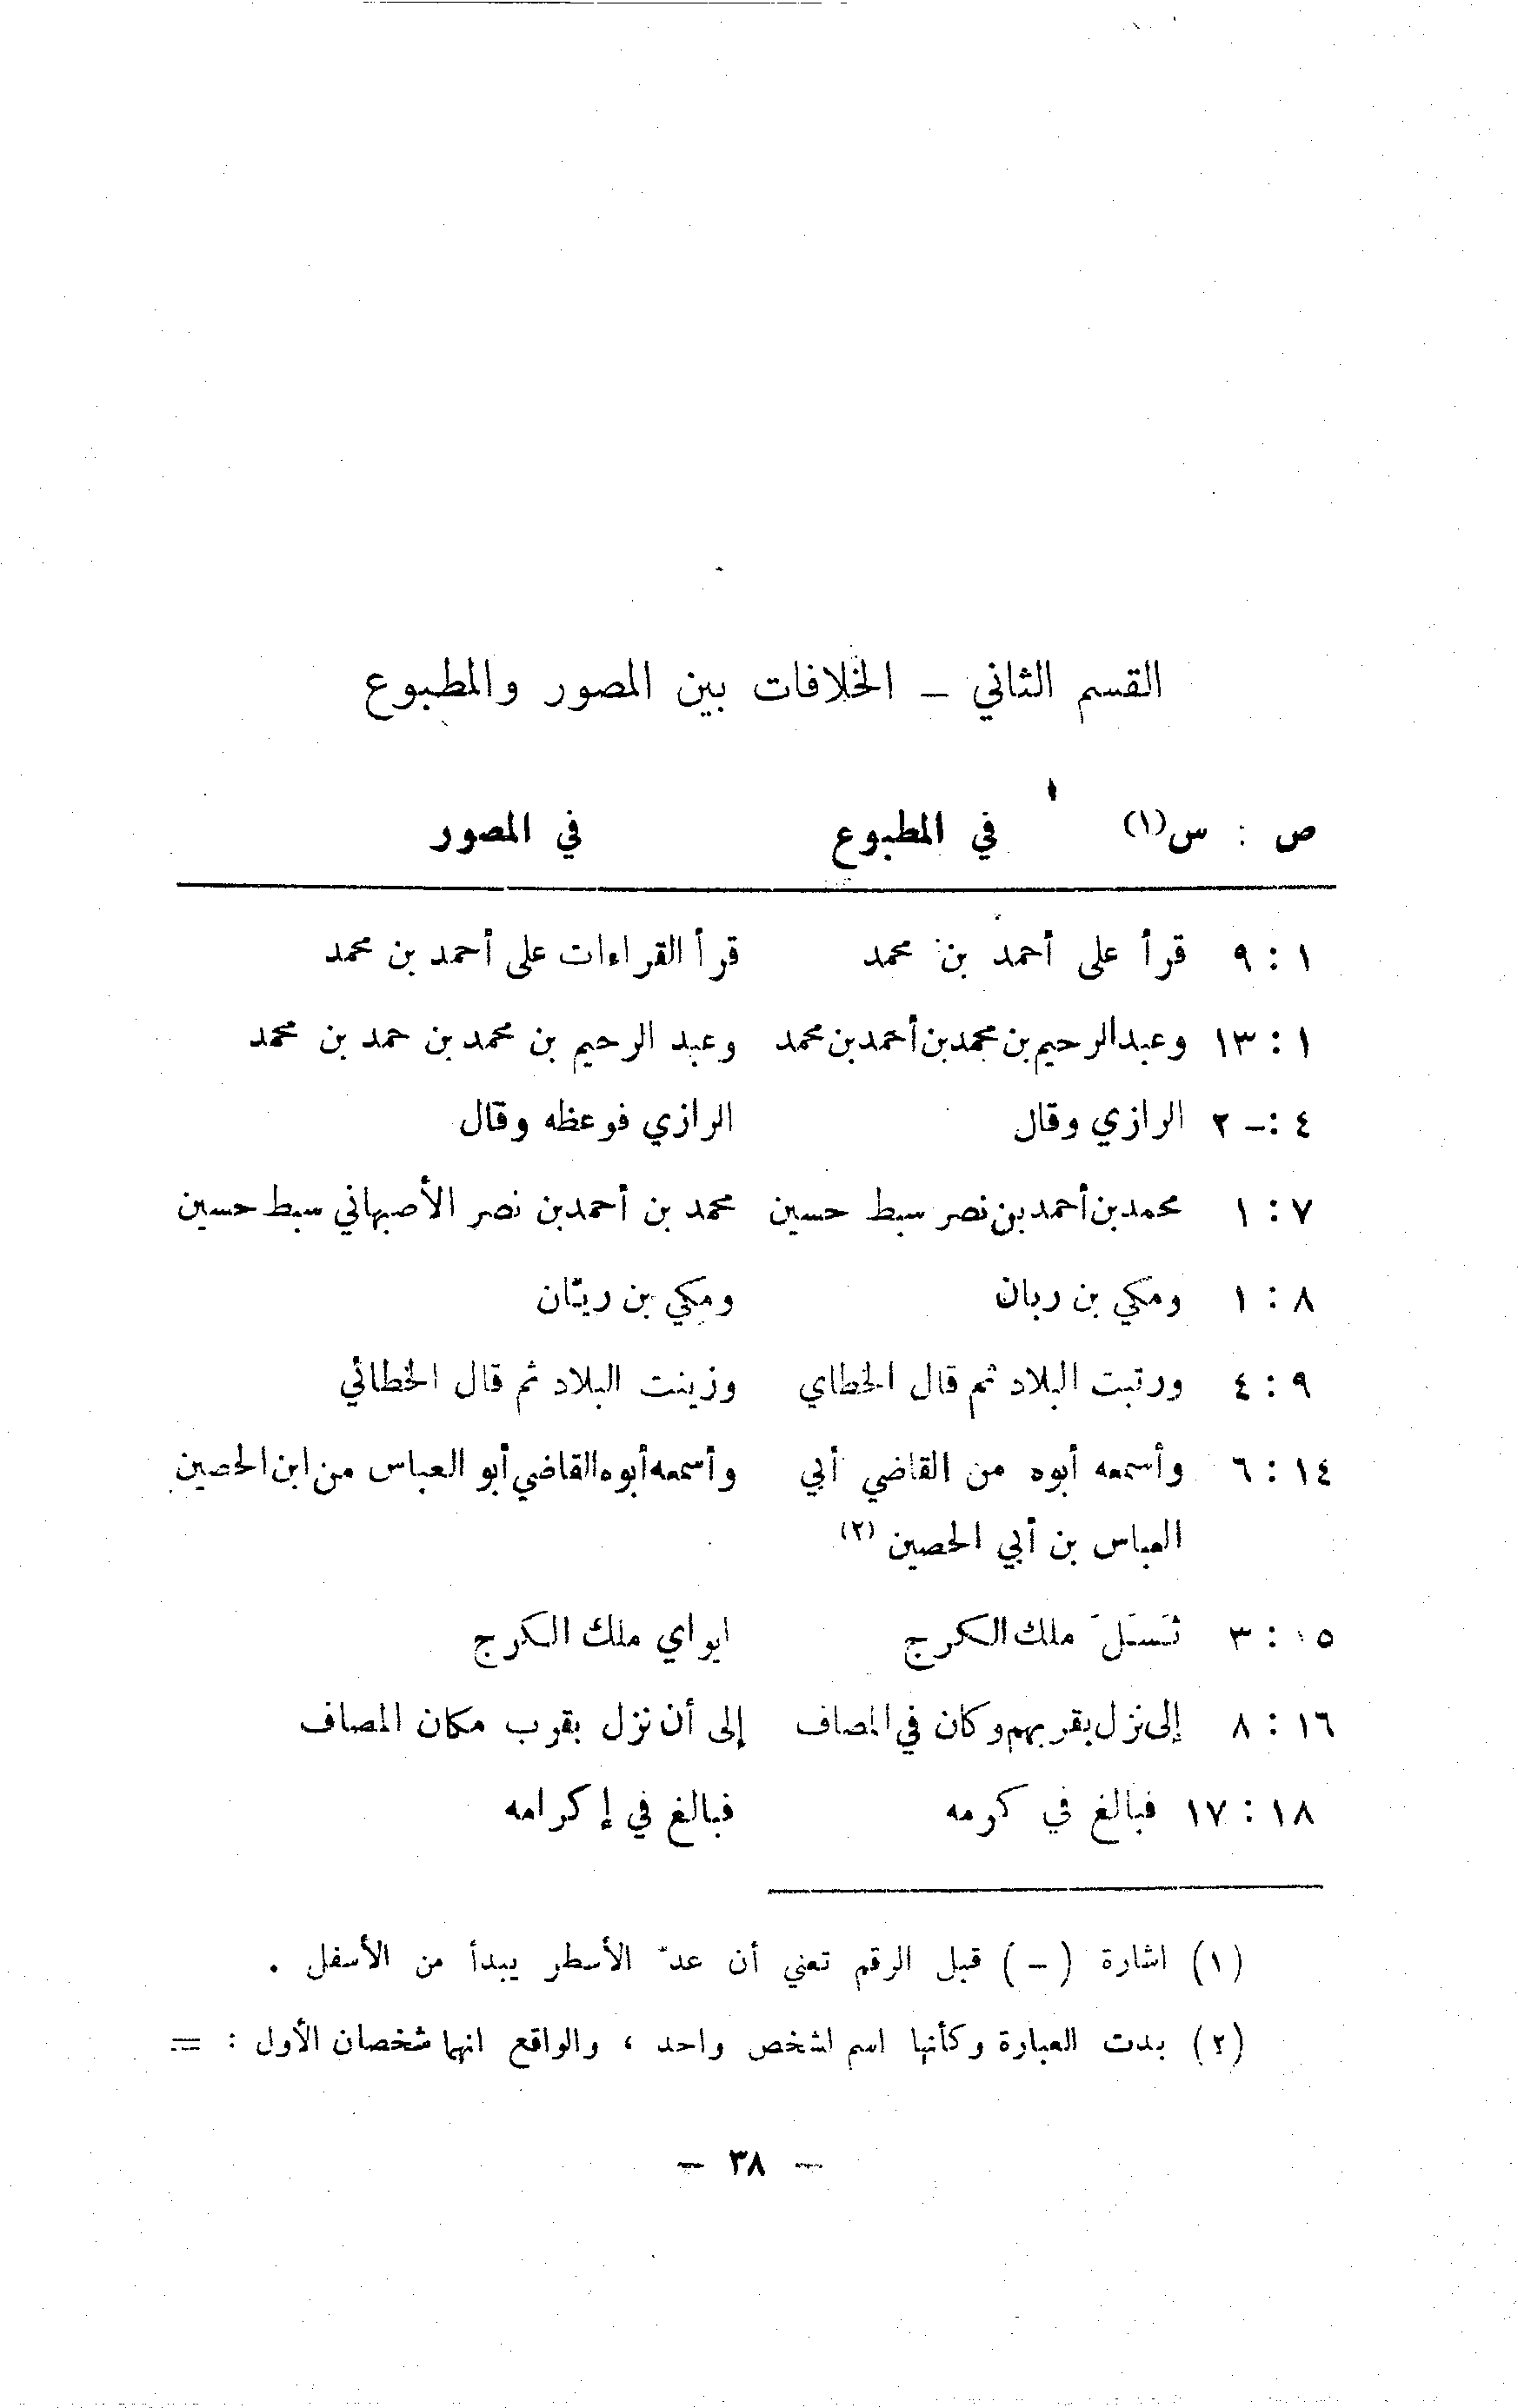 القسم الثاني – الخلافات بين المصور والمطبوع
ص : س(١) في المطبوع في المصور
١ : ٩ قرأ على أحمد بن محمد قرأ القراءات على أحمد بن محمد
١ : ١٣ وعبد الرحيم بن محمد بن أحمد بن محمد وعبد الرحيم بن محمد بن حمد بن محمد
٤ :– ٢ الرازي وقال الرازي فوعظه وقال
٧ : ١ محمد بن أحمد بن نصر سبط حسين محمد بن أحمد بن نصر الأصبهاني سبط حسين
٨ : ١ ومكي بن ربان ومكي بن ريّان
٩ : ٤ ورتبت البلاد ثم قال الخطاي وزينت البلاد ثم قال الخطائي
١٤ : ٦ وأسمعه أبوه من القاضي أبي وأسمعه أبوه القاضي أبو العباس من ابن الحصين
العباس بن أبي الحصين (٢)
١٥ : ٣ ملك الكرج ايواي ملك الكرج
١٦ : ٨ إلى نزل بقربهم وكان في المصاف إلى أن نزل بقرب مكان المصاف
١٨ : ١٧ فبالغ في كرمه فبالغ في إكرامه
(١) اشارة ( – ) قبل الرقم تعني أن عدّ الأسطر يبدأ من الأسفل .
(٢) بدت العبارة وكأنها اسم لشخص واحد ، والواقع انهما شخصان الأول : =
– ٣٨ –